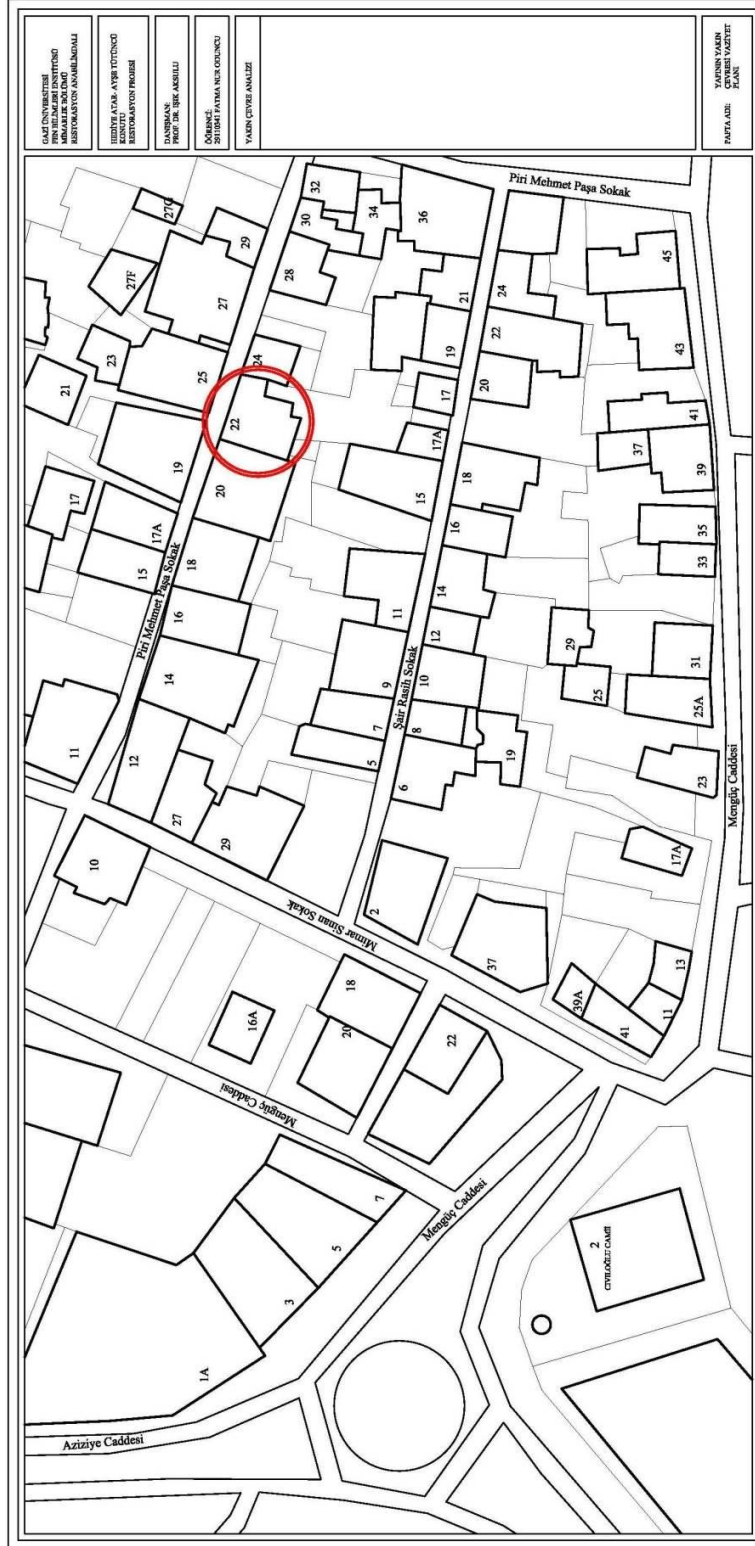 GAZİ ÜNİVERSİTESİ
FEN BİLİMLERİ ENSTİTÜSÜ
MİMARLIK BÖLÜMÜ
RESTORASYON ANABİLİMDALI
HEDİYE ATAR- AYŞE TÜTÜNCÜ
KONUTU
RESTORASYON PROJESİ
DANIŞMAN:
PROF. DR. IŞIK AKSULU
ÖĞRENCİ:
YAKIN ÇEVRE ANALİZİ
PAFTA ADI:
YAPININ YAKIN
ÇEVRESİ VAZİYET
PLANI
Aziziye Caddesi
1A
3
5
7
Mengüç Caddesi
Mengüç Caddesi
16A
20
18
22
10
11
Piri Mehmet Paşa Sokak
15
17A
17
19
21
23
25
27F
27G
27
29
12
14
16
18
20
22
24
28
30
32
34
36
27
29
Mimar Sinan Sokak
Şair Rasih Sokak
5
7
9
11
15
17A
17
19
21
2
6
8
10
12
14
16
18
20
22
24
Piri Mehmet Paşa Sokak
19
37
39A
41
11
13
17A
23
25A
25
29
31
33
35
37
39
41
43
45
Mengüç Caddesi
2
CIVILOĞLU CAMİİ